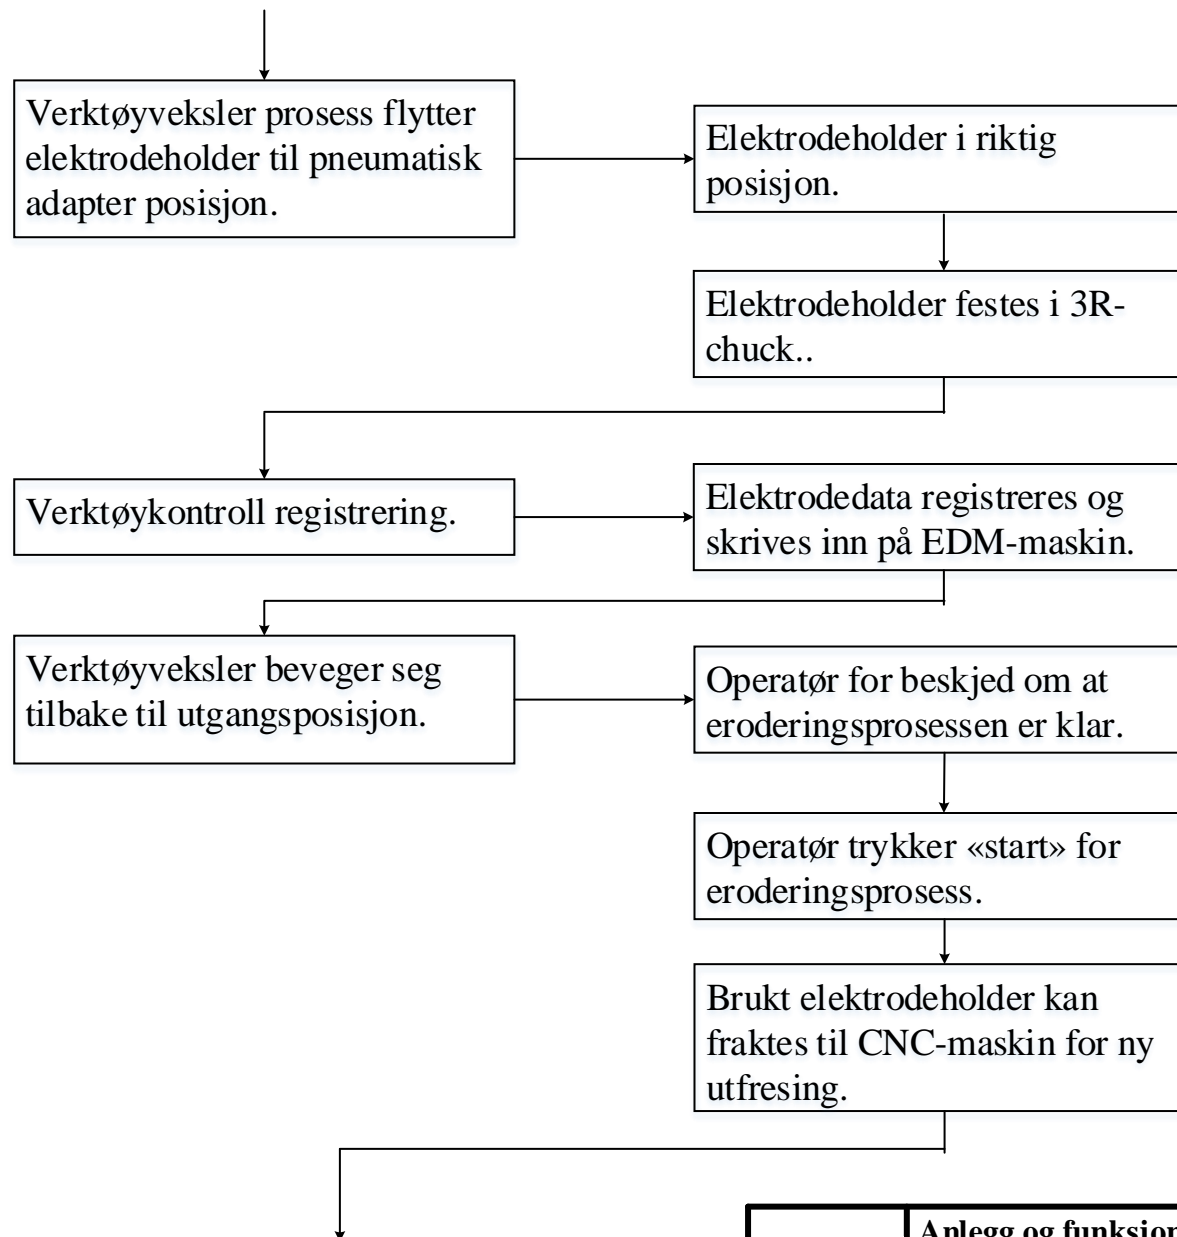 Verktøyveksler prosess flytter
elektrodeholder til pneumatisk
adapter posisjon.
Elektrodeholder i riktig
posisjon.
Elektrodeholder festes i 3R-
chuck..
Verktøykontroll registrering.
Elektrodedata registreres og
skrives inn på EDM-maskin.
Verktøyveksler beveger seg
tilbake til utgangsposisjon.
Operatør for beskjed om at
eroderingsprosessen er klar.
Operatør trykker «start» for
eroderingsprosess.
Brukt elektrodeholder kan
fraktes til CNC-maskin for ny
utfresing.
Anlegg og funksjon